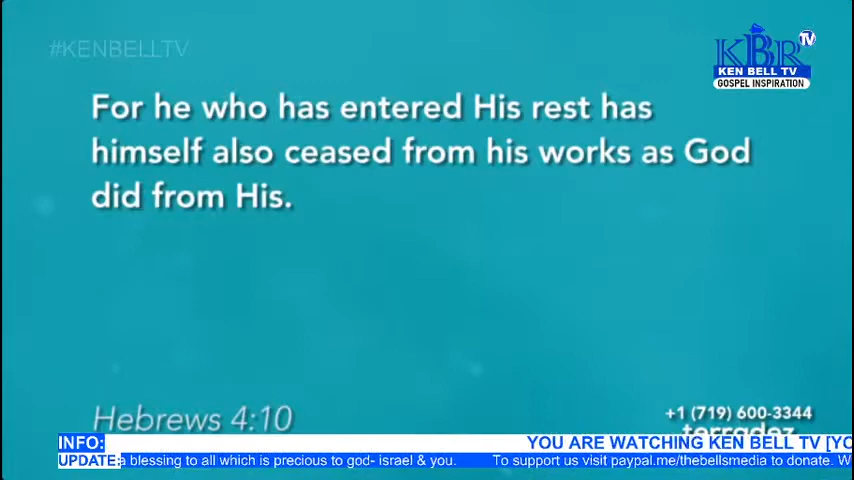 #KENBELLTV
KBR TV
KEN BELL TV
GOSPEL INSPIRATION
For he who has entered His rest has
himself also ceased from his works as God
did from His.
Hebrews 4:10
+1 (719) 600-3344
terradez
INFO: YOU ARE WATCHING KEN BELL TV [YO
UPDATE: a blessing to all which is precious to god- israel & you. To support us visit paypal.me/thebellsmedia to donate. W